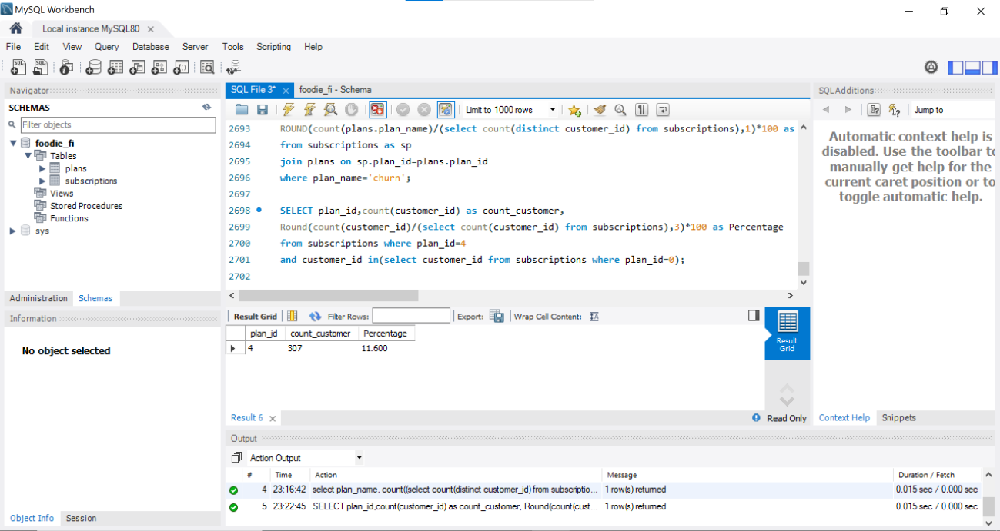 MySQL Workbench
Local instance MySQL80
File Edit View Query Database Server Tools Scripting Help
Navigator
SCHEMAS
Filter objects
foodie_fi
Tables
plans
subscriptions
Views
Stored Procedures
Functions
sys
Administration Schemas
Information
No object selected
Object Info Session
SQL File 3* foodie_fi - Schema
Limit to 1000 rows
2693 ROUND(count(plans.plan_name)/(select count(distinct customer_id) from subscriptions),1)*100 as
2694 from subscriptions as sp
2695 join plans on sp.plan_id=plans.plan_id
2696 where plan_name='churn';
2697
2698 SELECT plan_id,count(customer_id) as count_customer,
2699 Round(count(customer_id)/(select count(customer_id) from subscriptions),3)*100 as Percentage
2700 from subscriptions where plan_id=4
2701 and customer_id in(select customer_id from subscriptions where plan_id=0);
2702
Result Grid Filter Rows: Export: Wrap Cell Content: IA
plan_id count_customer Percentage
4 307 11.600
Result Grid
Result 6 Read Only
SQLAdditions
Jump to
Automatic context help is
disabled. Use the toolbar to
manually get help for the
current caret position or to
toggle automatic help.
Context Help Snippets
Output
Action Output
# Time Action Message Duration / Fetch
4 23:16:42 select plan_name, count((select count(distinct customer_id) from subscriptio... 1 row(s) returned 0.015 sec / 0.000 sec
5 23:22:45 SELECT plan_id,count(customer_id) as count_customer, Round(count(cust... 1 row(s) returned 0.015 sec / 0.000 sec